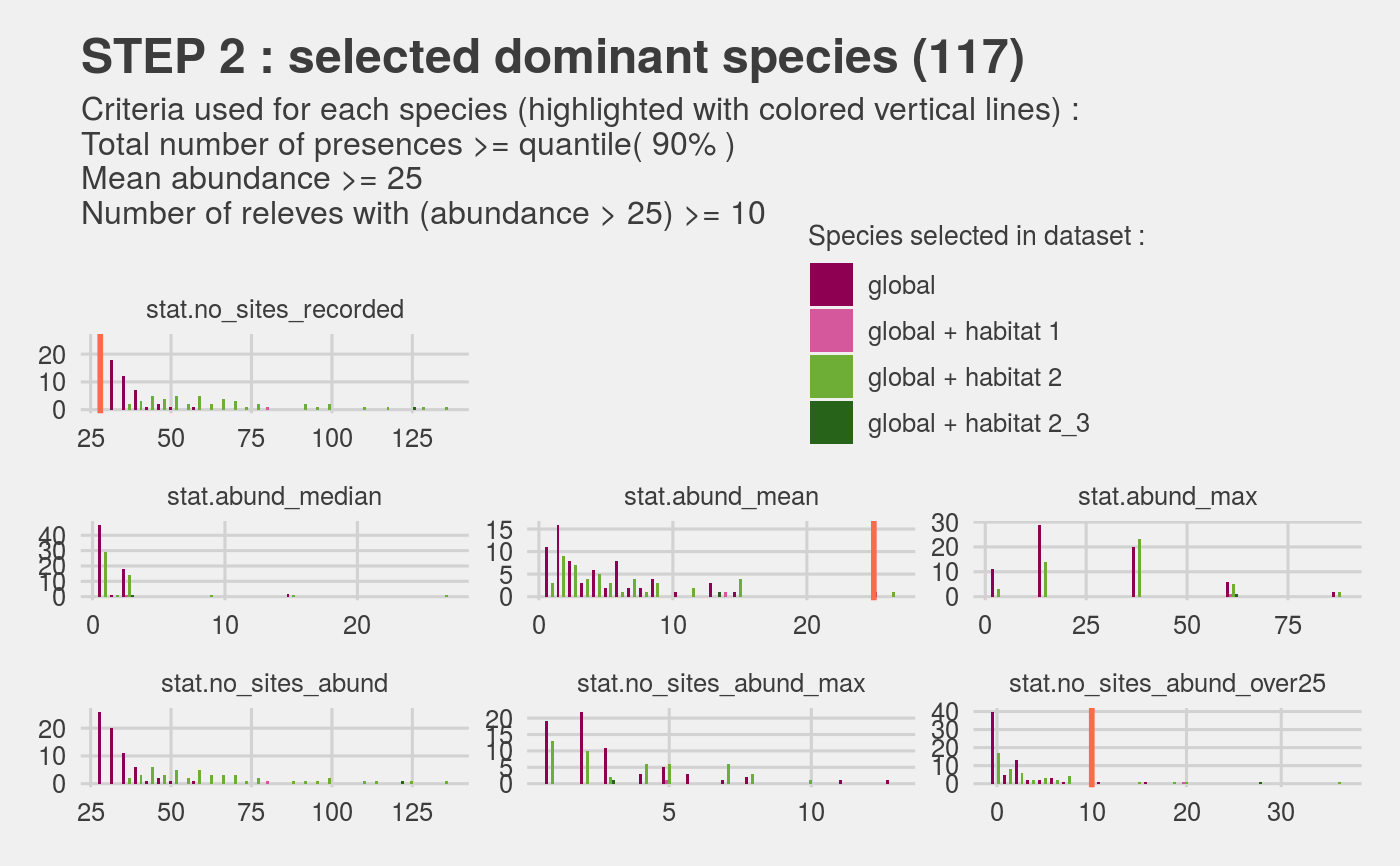 STEP 2 : selected dominant species (117)
Criteria used for each species (highlighted with colored vertical lines) :
Total number of presences >= quantile( 90% )
Mean abundance >= 25
Number of releves with (abundance > 25) >= 10
Species selected in dataset :
global
global + habitat 1
global + habitat 2
global + habitat 2_3
stat.no_sites_recorded
20
10
0
25 50 75 100 125
stat.abund_median
40
30
20
10
0
0 10 20
stat.abund_mean
15
10
5
0
0 10 20
stat.abund_max
30
20
10
0
0 25 50 75
stat.no_sites_abund
20
10
0
25 50 75 100 125
stat.no_sites_abund_max
20
15
10
5
0
5 10
stat.no_sites_abund_over25
40
30
20
10
0
0 10 20 30